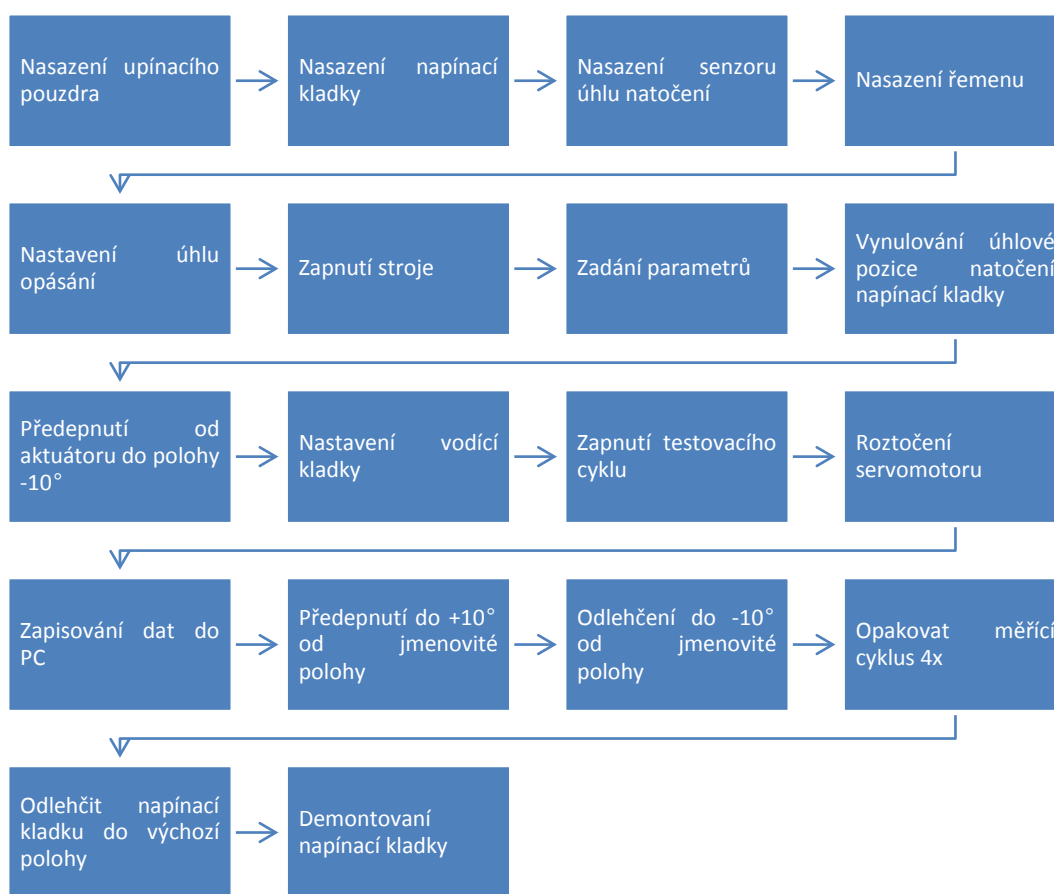 Nasazení upínacího
pouzdra
Nasazení napínací
kladky
Nasazení senzoru
úhlu natočení
Nasazení řemenu
Nastavení úhlu
opásání
Zapnutí stroje
Zadání parametrů
Vynulování úhlové
pozice natočení
napínací kladky
Předepnutí od
aktuátoru do polohy
-10°
Nastavení vodící
kladky
Zapnutí testovacího
cyklu
Roztočení
servomotoru
Zapisování dat do
PC
Předepnutí do +10°
od jmenovité
polohy
Odlehčení do -10°
od jmenovité
polohy
Opakovat měřící
cyklus 4x
Odlehčit napínací
kladku do výchozí
polohy
Demontovaní
napínací kladky